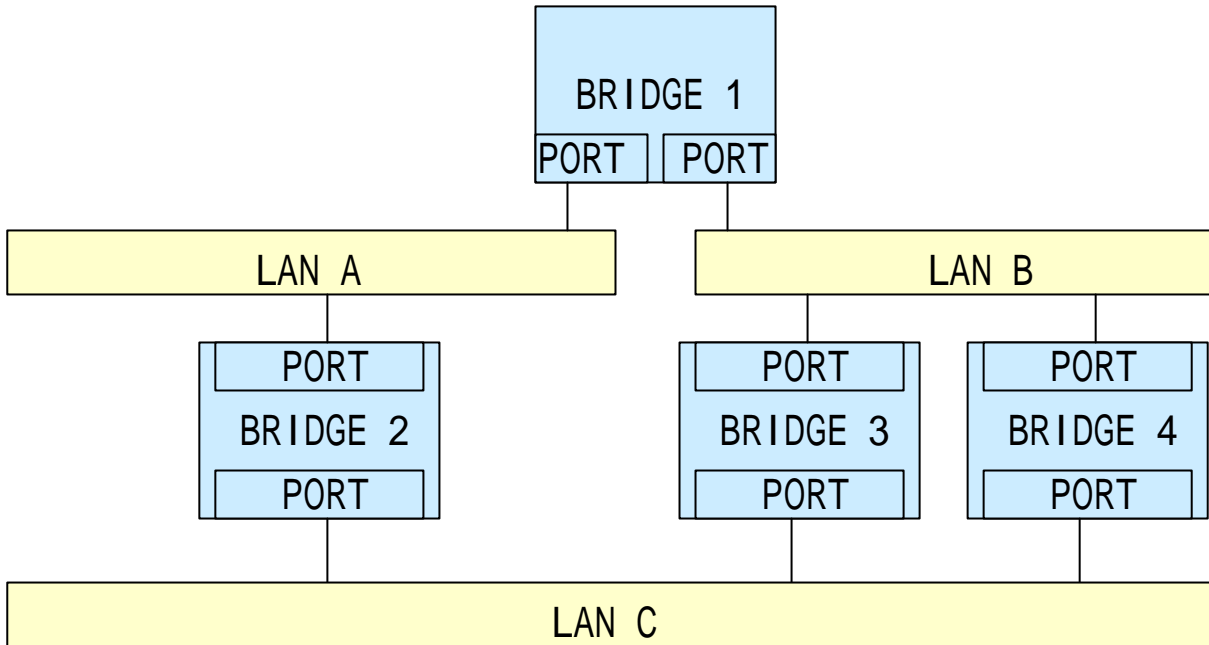 BRIDGE 1
PORT PORT
LAN A LAN B
PORT PORT PORT
BRIDGE 2 BRIDGE 3 BRIDGE 4
PORT PORT PORT
LAN C